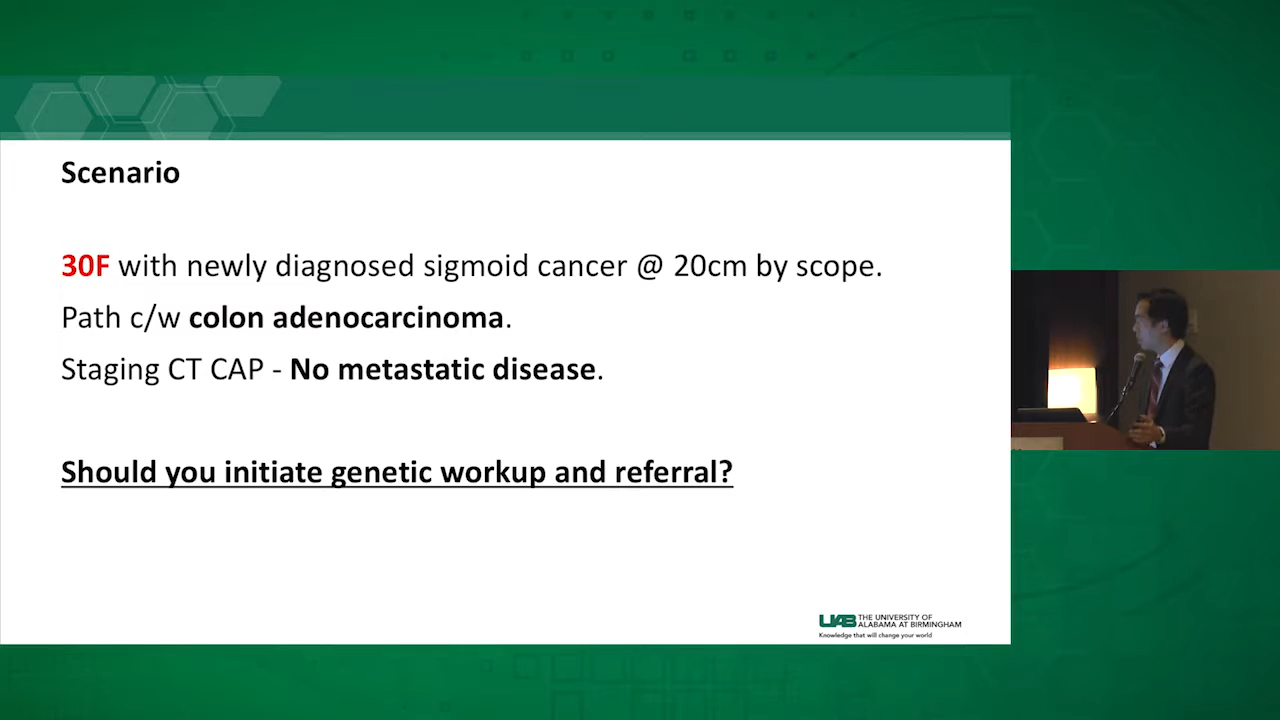 Scenario
30F with newly diagnosed sigmoid cancer @ 20cm by scope.
Path c/w colon adenocarcinoma.
Staging CT CAP - No metastatic disease.
Should you initiate genetic workup and referral?
UAB THE UNIVERSITY OF
ALABAMA AT BIRMINGHAM
Knowledge that will change your world